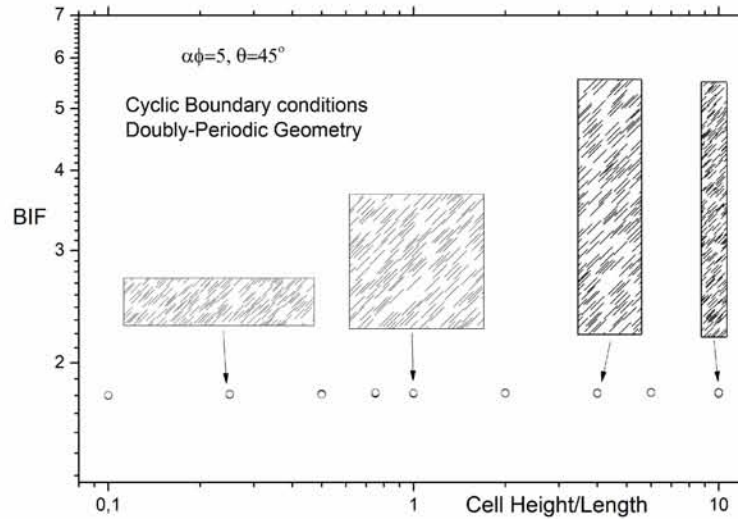 7
αϕ=5, θ=45°
6
Cyclic Boundary conditions
Doubly-Periodic Geometry
5
4
BIF
3
2
0,1
1
Cell Height/Length
10